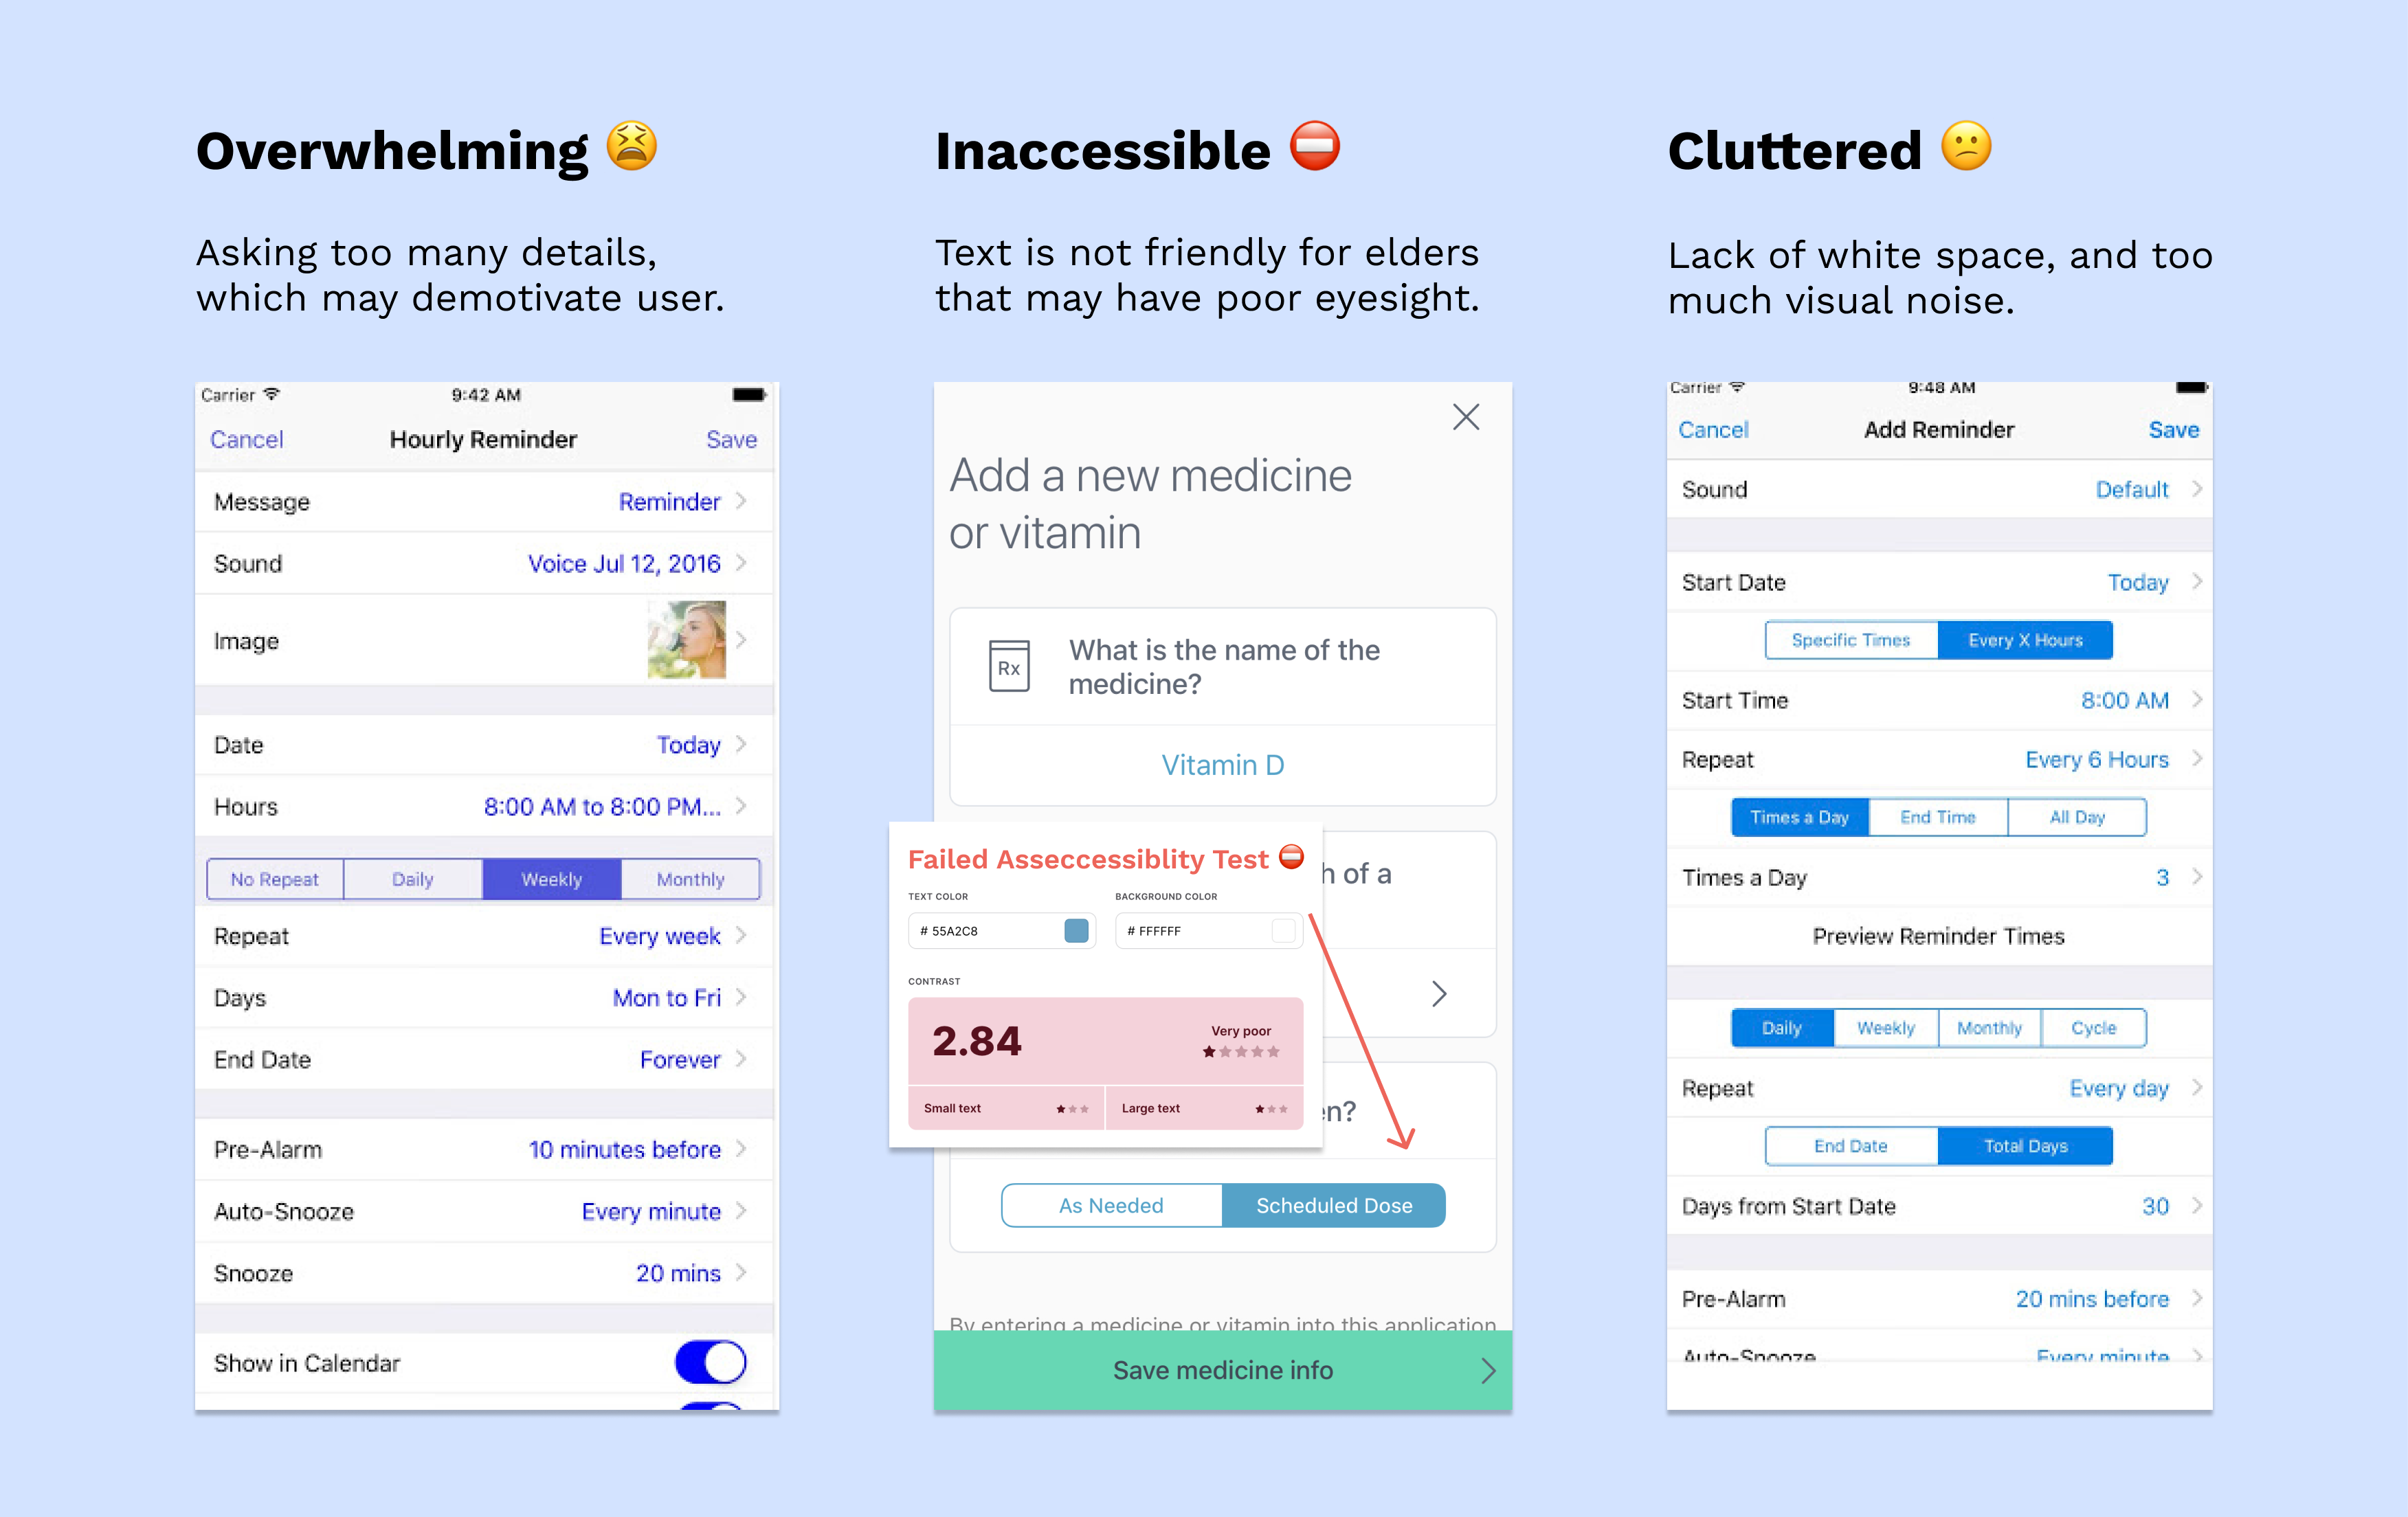 Overwhelming 😫
Asking too many details,
which may demotivate user.
Carrier
9:42 AM
Cancel
Hourly Reminder
Save
Message
Reminder
Sound
Voice Jul 12, 2016
Image
Date
Today
Hours
8:00 AM to 8:00 PM...
No Repeat
Daily
Weekly
Monthly
Repeat
Every week
Days
Mon to Fri
End Date
Forever
Pre-Alarm
10 minutes before
Auto-Snooze
Every minute
Snooze
20 mins
Show in Calendar
Inaccessible ⛔
Text is not friendly for elders
that may have poor eyesight.
Add a new medicine
or vitamin
Rx
What is the name of the
medicine?
Vitamin D
h of a
en?
Failed Asseccessiblity Test ⛔
TEXT COLOR
BACKGROUND COLOR
# 55A2C8
# FFFFFF
CONTRAST
2.84
Very poor
Small text
Large text
As Needed
Scheduled Dose
By entering a medicine or vitamin into this application
Save medicine info
Cluttered 😕
Lack of white space, and too
much visual noise.
Carrier
9:48 AM
Cancel
Add Reminder
Save
Sound
Default
Start Date
Today
Specific Times
Every X Hours
Start Time
8:00 AM
Repeat
Every 6 Hours
Times a Day
End Time
All Day
Times a Day
3
Preview Reminder Times
Daily
Weekly
Monthly
Cycle
Repeat
Every day
End Date
Total Days
Days from Start Date
30
Pre-Alarm
20 mins before
Auto-Snooze
Every minute